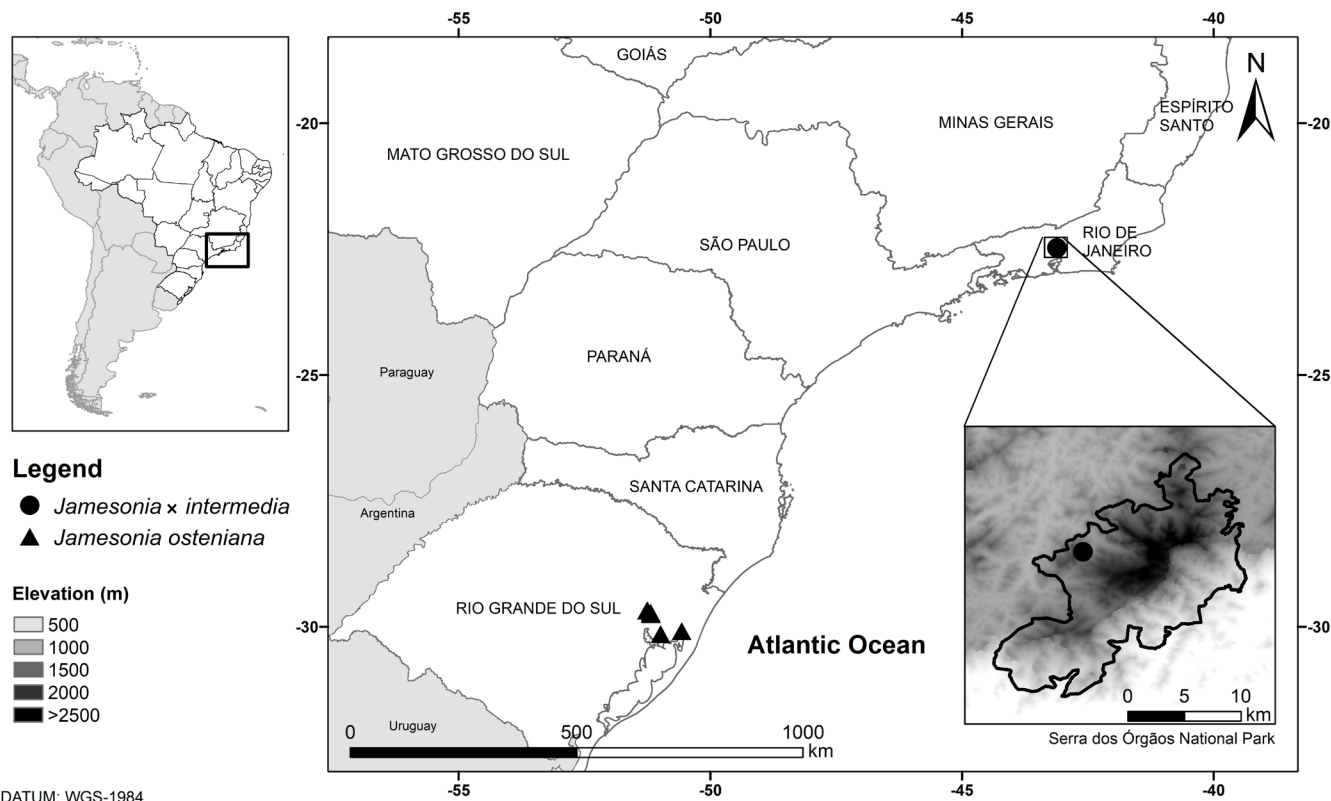 -55
-50
-45
-40
GOIÁS
N
ESPÍRITO
SANTO
-20
MINAS GERAIS
-20
MATO GROSSO DO SUL
RIO DE
JANEIRO
SÃO PAULO
PARANÁ
Paraguay
-25
-25
Legend
Jamesonia × intermedia
Jamesonia osteniana
SANTA CATARINA
Argentina
Elevation (m)
500
1000
1500
2000
>2500
RIO GRANDE DO SUL
-30
-30
Atlantic Ocean
Uruguay
0 500 1000
km
0 5 10
km
Serra dos Órgãos National Park
-55
-50
-45
-40
DATUM: WGS-1984